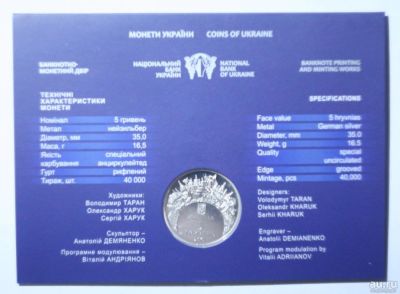 МОНЕТИ УКРАЇНИ COINS OF UKRAINE
БАНКНОТНО-
МОНЕТНИЙ ДВІР
НАЦІОНАЛЬНИЙ
БАНК
УКРАЇНИ
NATIONAL
BANK
OF UKRAINE
BANKNOTE PRINTING
AND MINTING WORKS
ТЕХНІЧНІ
ХАРАКТЕРИСТИКИ
МОНЕТИ
Номінал 5 гривень
Метал нейзильбер
Діаметр, мм 35.0
Маса, г 16,5
Якість спеціальний
карбування анциркулейтед
Гурт рифлений
Тираж, шт. 40 000
Художники:
Володимир ТАРАН
Олександр ХАРУК
Сергій ХАРУК
Скульптор -
Анатолій ДЕМЯНЕНКО
Програмне модулювання -
Віталій АНДРІЯНОВ
SPECIFICATIONS
Face value 5 hryvnias
Metal German silver
Diameter, mm 35.0
Weight, g 16,5
Quality special
uncirculated
Edge grooved
Mintage, pcs 40,000
Designers:
Volodymyr TARAN
Oleksandr KHARUK
Serhii KHARUK
Engraver -
Anatolii DEMIANENKO
Program modulation by
Vitalii ADRIIANOV
au.ru